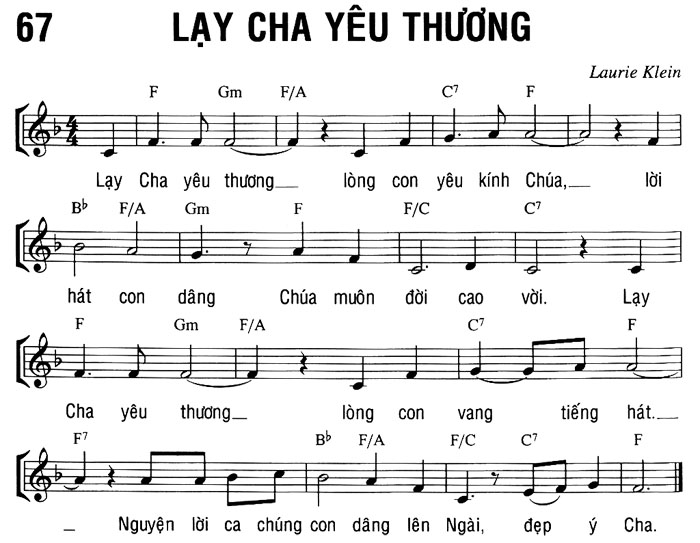 67 LẠY CHA YÊU THƯƠNG
Laurie Klein
F Gm F/A C7 F
Lạy Cha yêu thương__ lòng con yêu kính Chúa,__ lời
B♭ F/A Gm F F/C C7
hát con dâng Chúa muôn đời cao vời. Lạy
F Gm F/A C7 F
Cha yêu thương__ lòng con vang tiếng hát.__
F7 B♭ F/A F/C C7 F
_ Nguyện lời ca chúng con dâng lên Ngài, đẹp ý Cha.